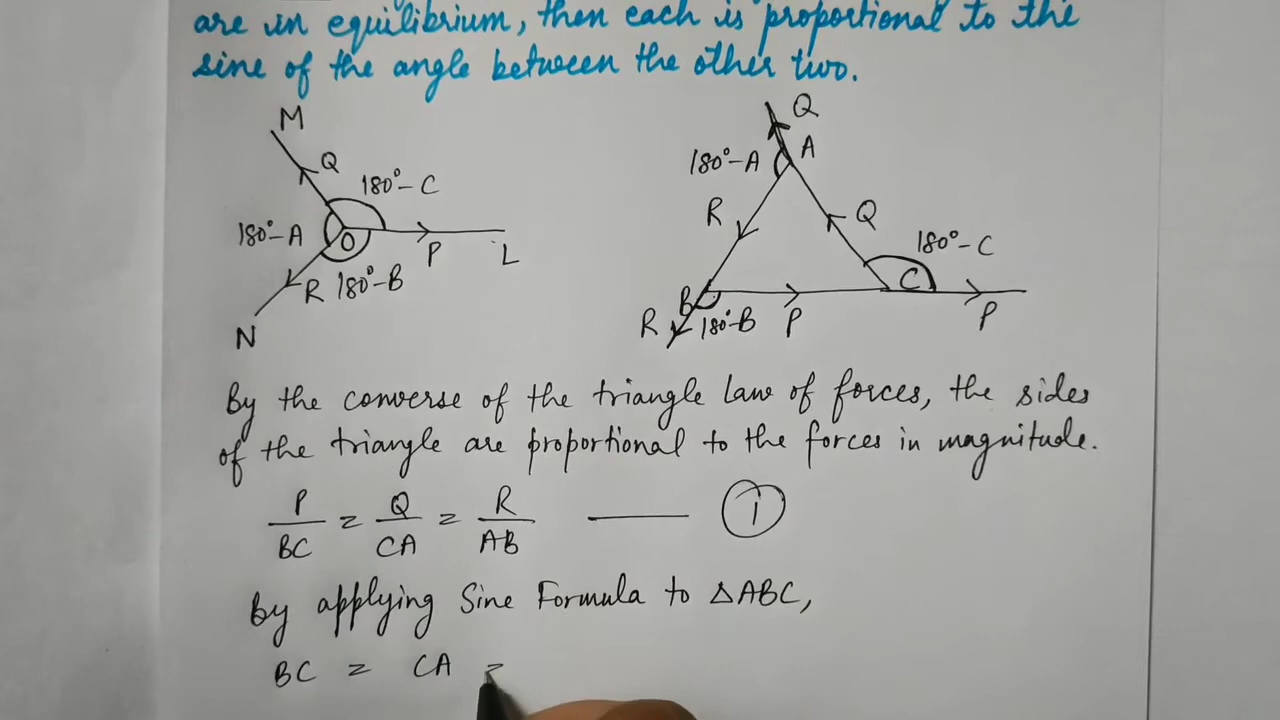 are in equilibrium, then each is proportional to the
sine of the angle between the other two.
M
Q
180°-C
180°-A
O
P
L
R
180°-B
N
Q
A
180°-A
R
Q
180°-C
B
C
R
180°-B
P
P
By the converse of the triangle Law of forces, the sides
of the triangle are proportional to the forces in magnitude.
P/BC = Q/CA = R/AB —— 1
By applying Sine Formula to △ABC,
BC = CA =